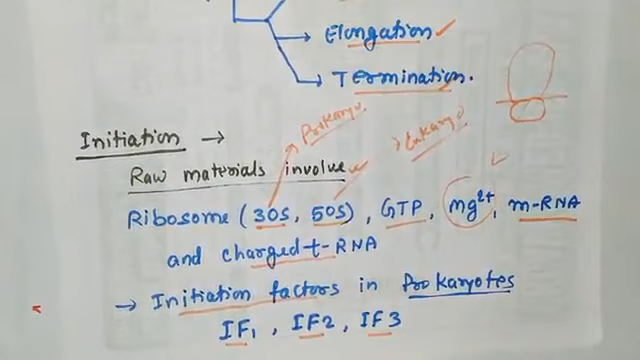 Elongation
Termination.
Initiation →
Prokaryo
Eukaryo
Raw materials involve
Ribosome (30S, 50S), GTP, Mg2+, m-RNA
and charged t-RNA
→ Initiation factors in Prokaryotes
IF1, IF2, IF3